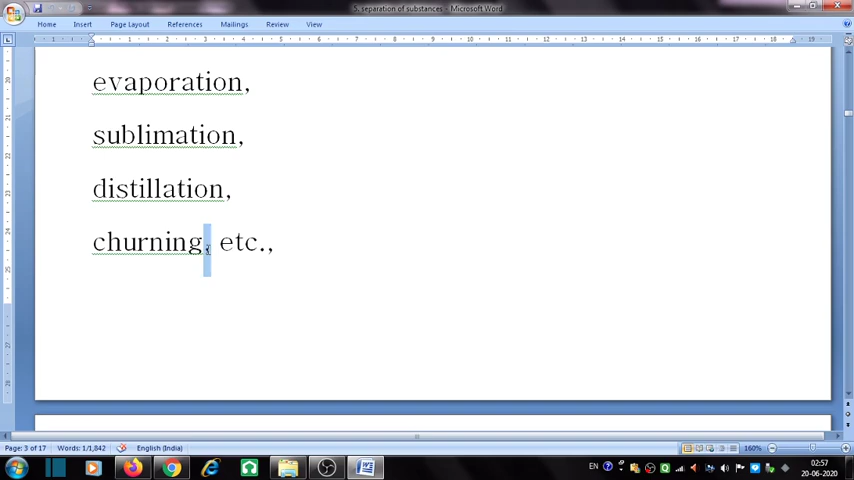 5. separation of substances - Microsoft Word
Home Insert Page Layout References Mailings Review View
evaporation,
sublimation,
distillation,
churning, etc.,
Page: 3 of 17 Words: 1/1,842 English (India) 160%
EN 02:57
20-06-2020